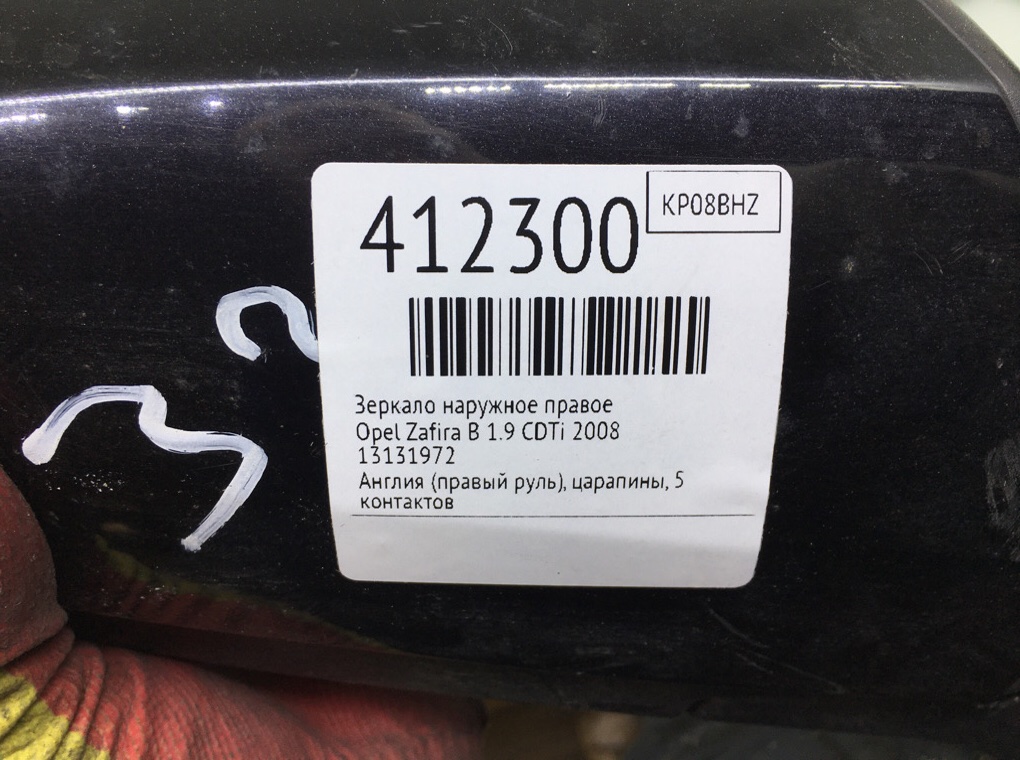 412300
KP08BHZ
Зеркало наружное правое
Opel Zafira B 1.9 CDTi 2008
13131972
Англия (правый руль), царапины, 5
контактов